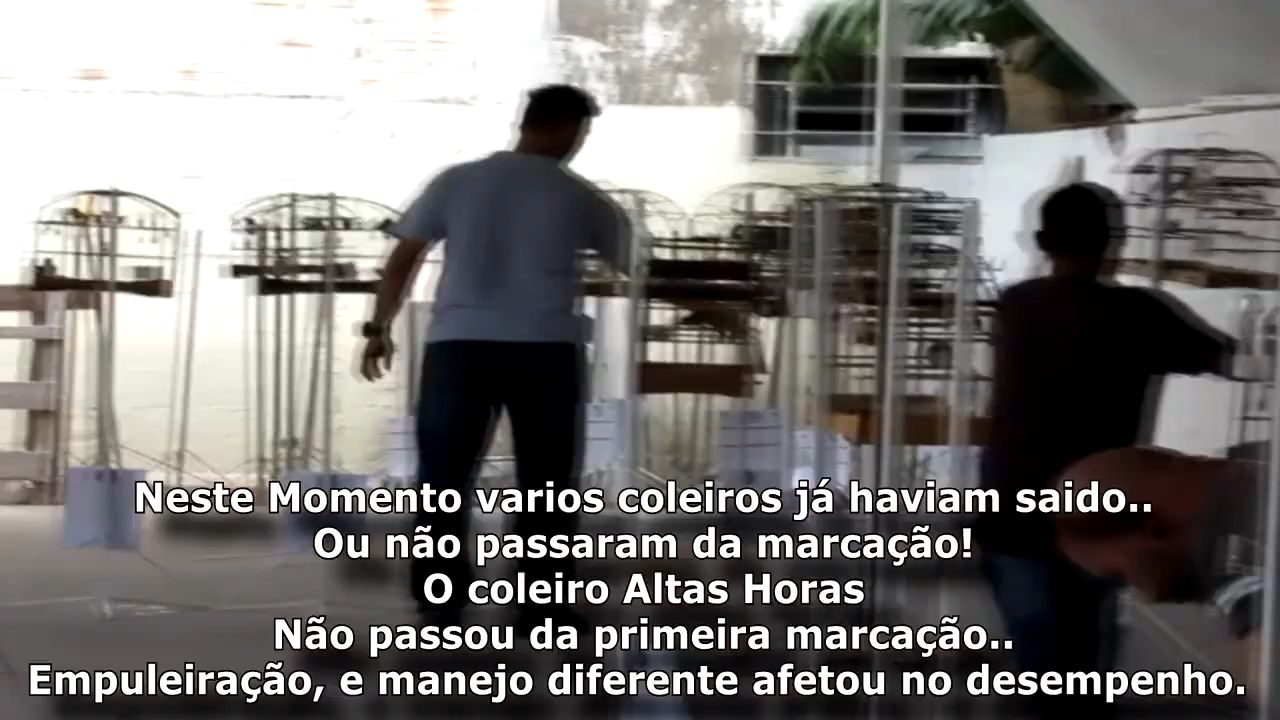 Neste Momento varios coleiros já haviam saido..
Ou não passaram da marcação!
O coleiro Altas Horas
Não passou da primeira marcação..
Empuleiração, e manejo diferente afetou no desempenho.